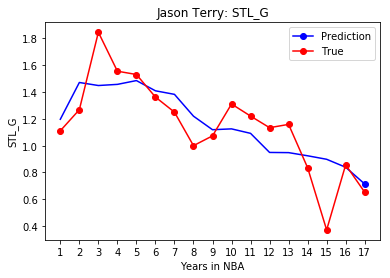 Jason Terry: STL_G
Prediction
True
STL_G
1.8
1.6
1.4
1.2
1.0
0.8
0.6
0.4
1 2 3 4 5 6 7 8 9 10 11 12 13 14 15 16 17
Years in NBA